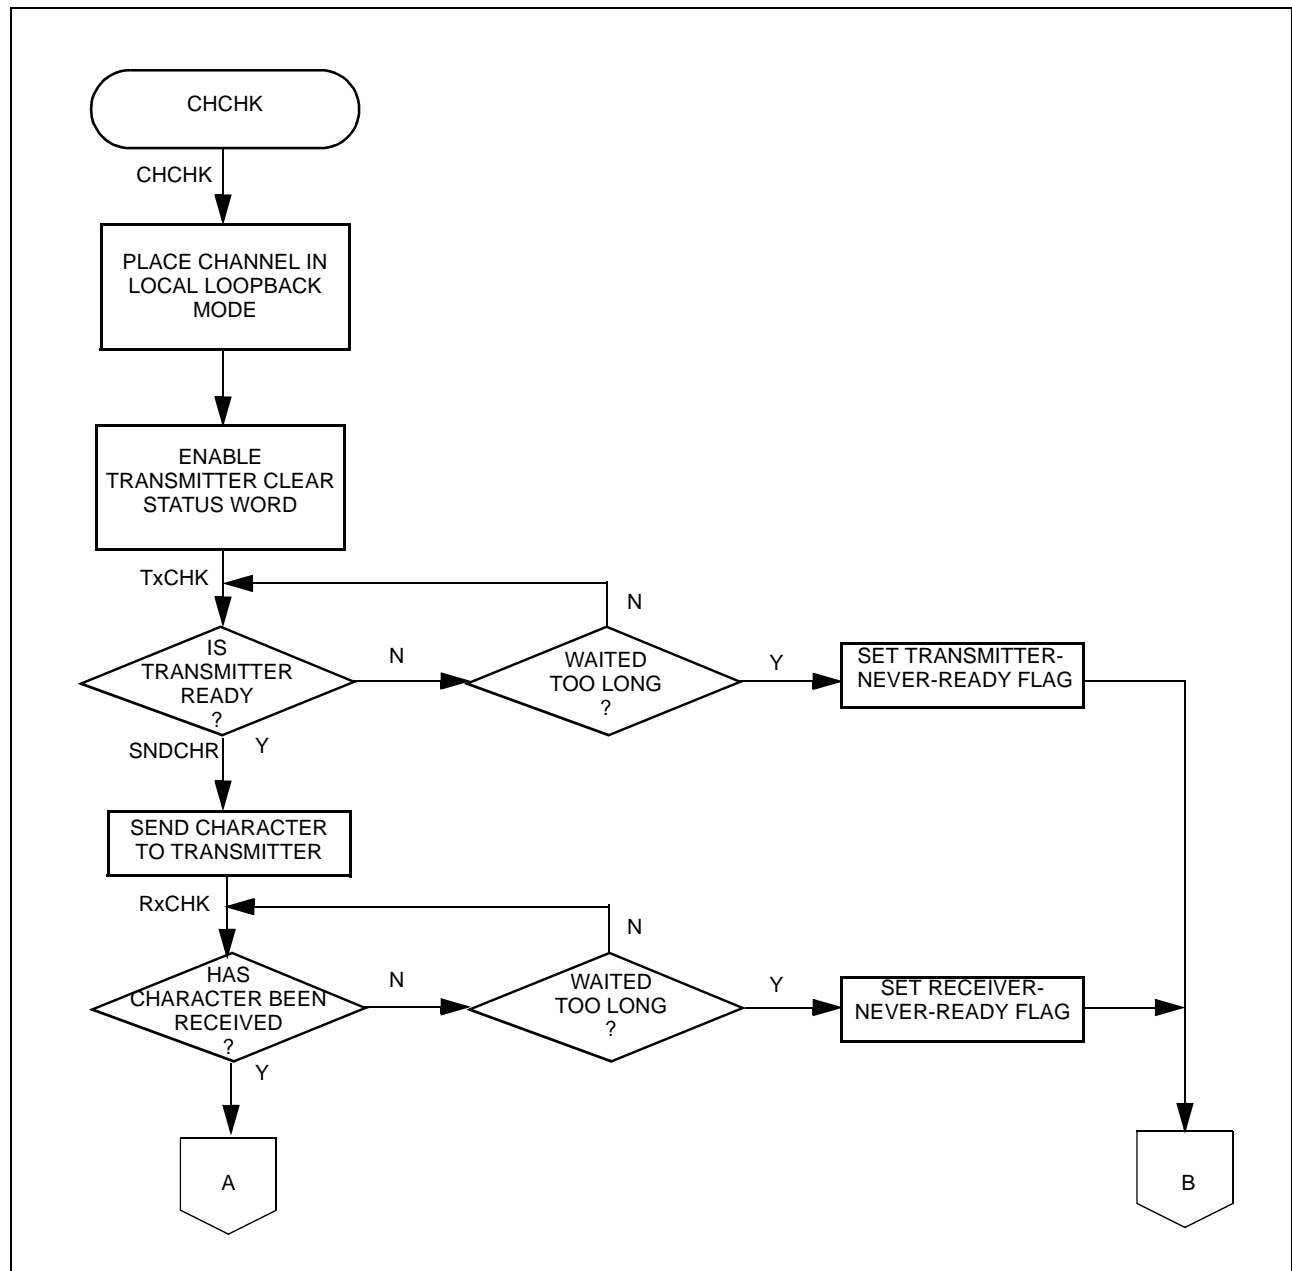 CHCHK
CHCHK
PLACE CHANNEL IN
LOCAL LOOPBACK
MODE
ENABLE
TRANSMITTER CLEAR
STATUS WORD
TxCHK
N
IS
TRANSMITTER
READY
?
N
WAITED
TOO LONG
?
Y
SET TRANSMITTER-
NEVER-READY FLAG
SNDCHR
Y
SEND CHARACTER
TO TRANSMITTER
RxCHK
N
HAS
CHARACTER BEEN
RECEIVED
?
N
WAITED
TOO LONG
?
Y
SET RECEIVER-
NEVER-READY FLAG
Y
A
B